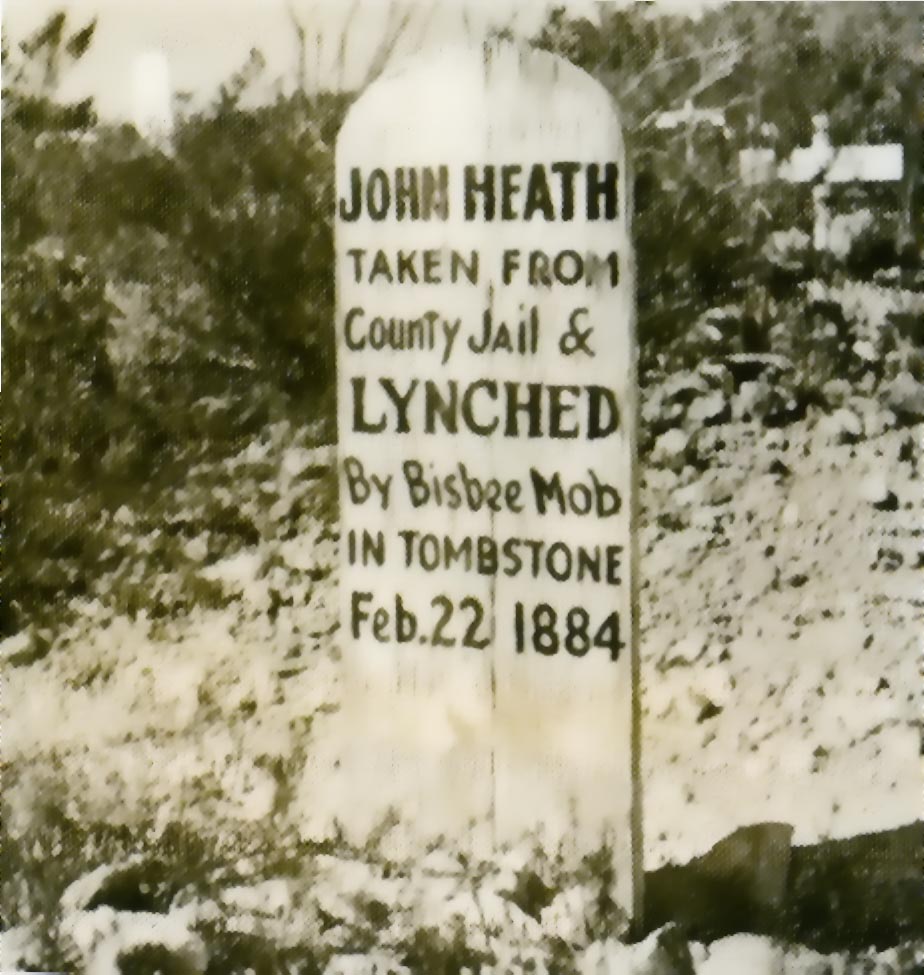 JOHN HEATH
TAKEN FROM
County Jail &
LYNCHED
By Bisbee Mob
IN TOMBSTONE
Feb. 22 1884